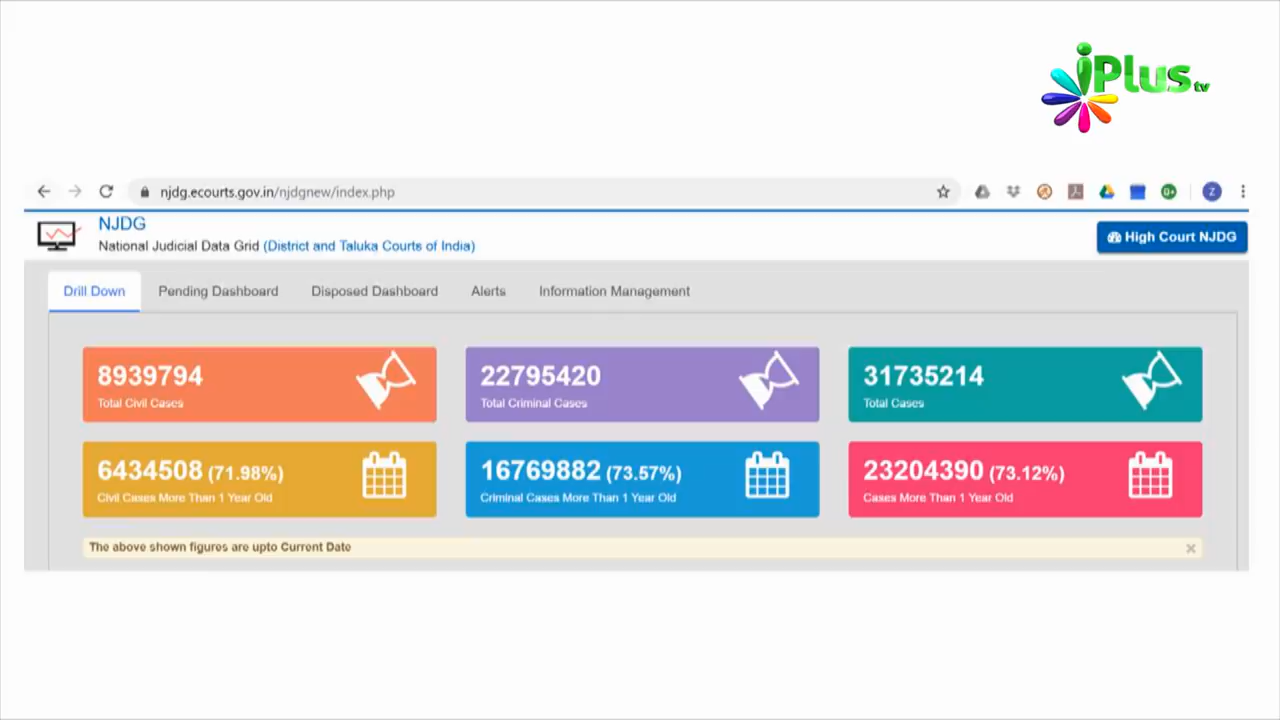 iPlus tv
njdg.ecourts.gov.in/njdgnew/index.php
Z
NJDG
National Judicial Data Grid (District and Taluka Courts of India)
High Court NJDG
Drill Down Pending Dashboard Disposed Dashboard Alerts Information Management
8939794
Total Civil Cases
22795420
Total Criminal Cases
31735214
Total Cases
6434508 (71.98%)
Civil Cases More Than 1 Year Old
16769882 (73.57%)
Criminal Cases More Than 1 Year Old
23204390 (73.12%)
Cases More Than 1 Year Old
The above shown figures are upto Current Date